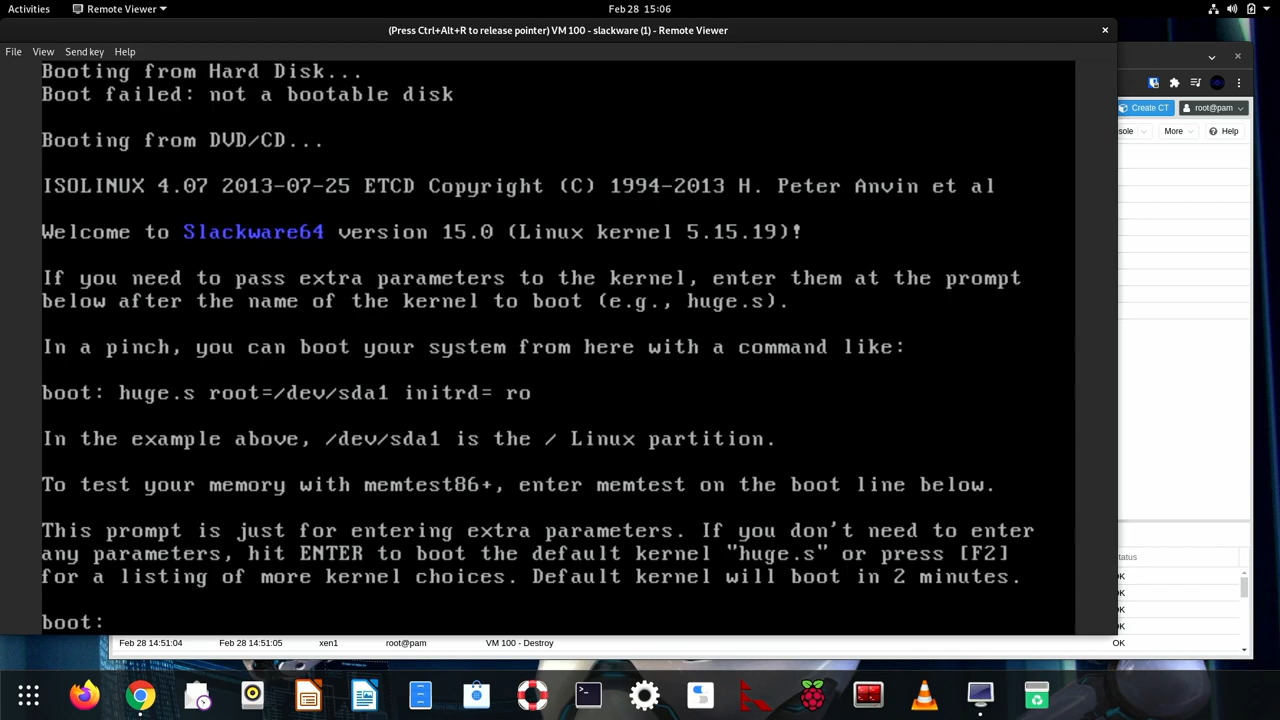 Activities
Remote Viewer
Feb 28 15:06
(Press Ctrl+Alt+R to release pointer) VM 100 - slackware (1) - Remote Viewer
File View Send key Help
Booting from Hard Disk...
Boot failed: not a bootable disk
Booting from DVD/CD...
ISOLINUX 4.07 2013-07-25 ETCD Copyright (C) 1994-2013 H. Peter Anvin et al
Welcome to Slackware64 version 15.0 (Linux kernel 5.15.19)!
If you need to pass extra parameters to the kernel, enter them at the prompt
below after the name of the kernel to boot (e.g., huge.s).
In a pinch, you can boot your system from here with a command like:
boot: huge.s root=/dev/sda1 initrd= ro
In the example above, /dev/sda1 is the / Linux partition.
To test your memory with memtest86+, enter memtest on the boot line below.
This prompt is just for entering extra parameters. If you don't need to enter
any parameters, hit ENTER to boot the default kernel "huge.s" or press [F2]
for a listing of more kernel choices. Default kernel will boot in 2 minutes.
boot:
Create CT
root@pam
sole
More
Help
tatus
OK
OK
OK
OK
Feb 28 14:51:04 Feb 28 14:51:05 xen1 root@pam VM 100 - Destroy OK